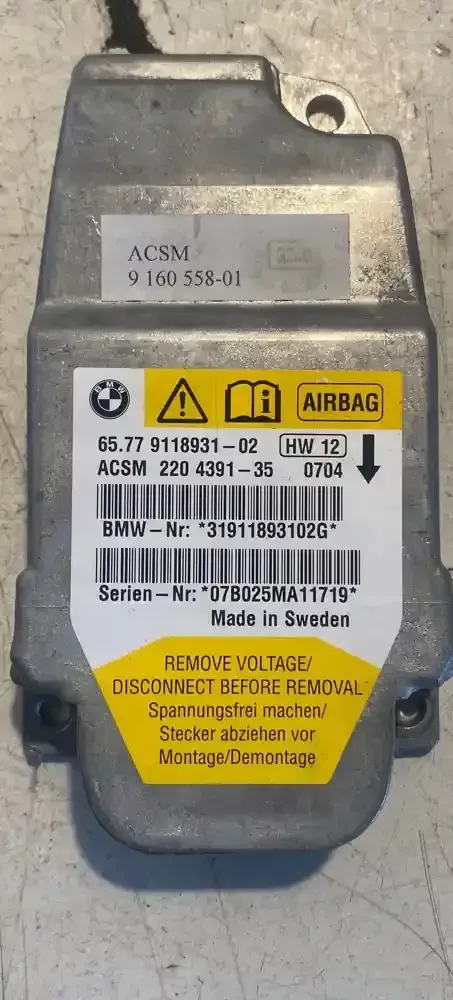 ACSM
9 160 558-01
BMW
AIRBAG
65.77 9118931-02 HW 12
ACSM 220 4391-35 0704
BMW-Nr: *31911893102G*
Serien-Nr: *07B025MA11719*
Made in Sweden
REMOVE VOLTAGE/
DISCONNECT BEFORE REMOVAL
Spannungsfrei machen/
Stecker abziehen vor
Montage/Demontage